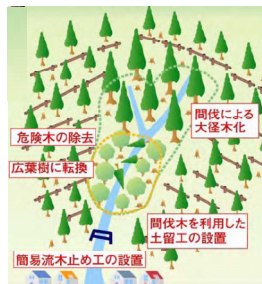 間伐による
大径木化
危険木の除去
広葉樹に転換
間伐木を利用した
土留工の設置
簡易流木止め工の設置